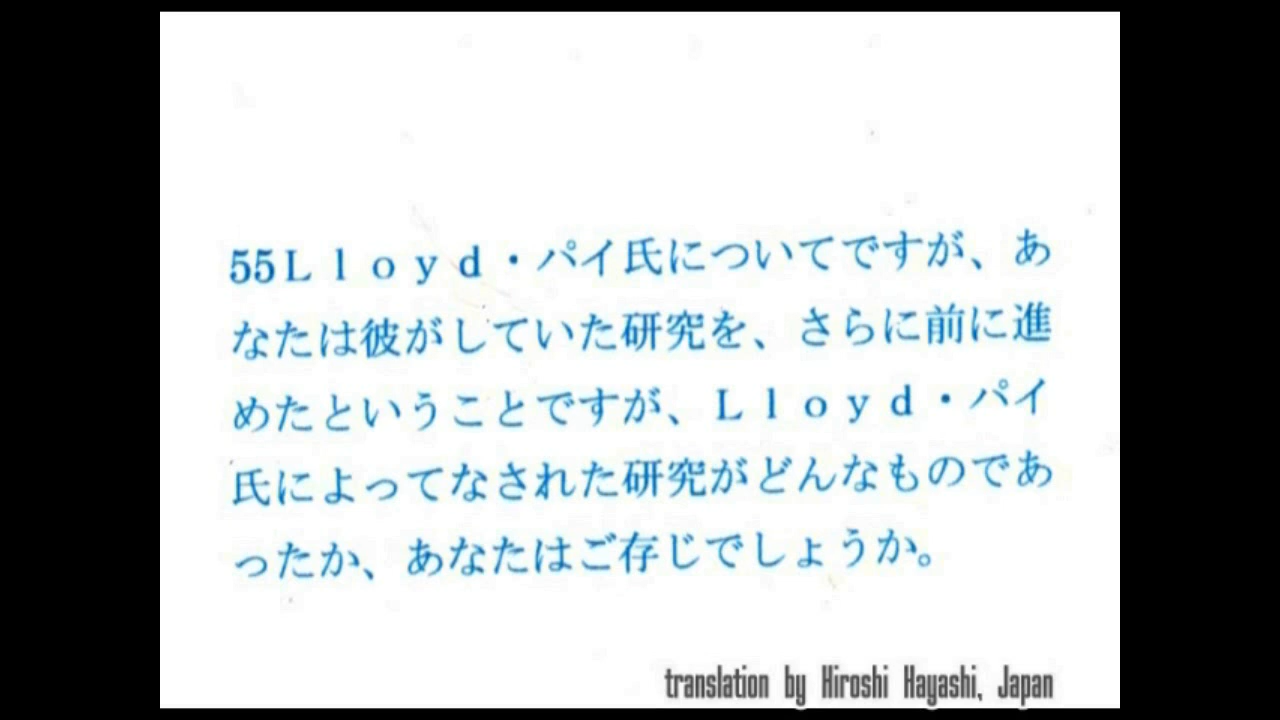 55Lloyd・パイ氏についてですが、あ
なたは彼がしていた研究を、さらに前に進
めたということですが、Lloyd・パイ
氏によってなされた研究がどんなものであ
ったか、あなたはご存じでしょうか。
translation by Hiroshi Hayashi, Japan